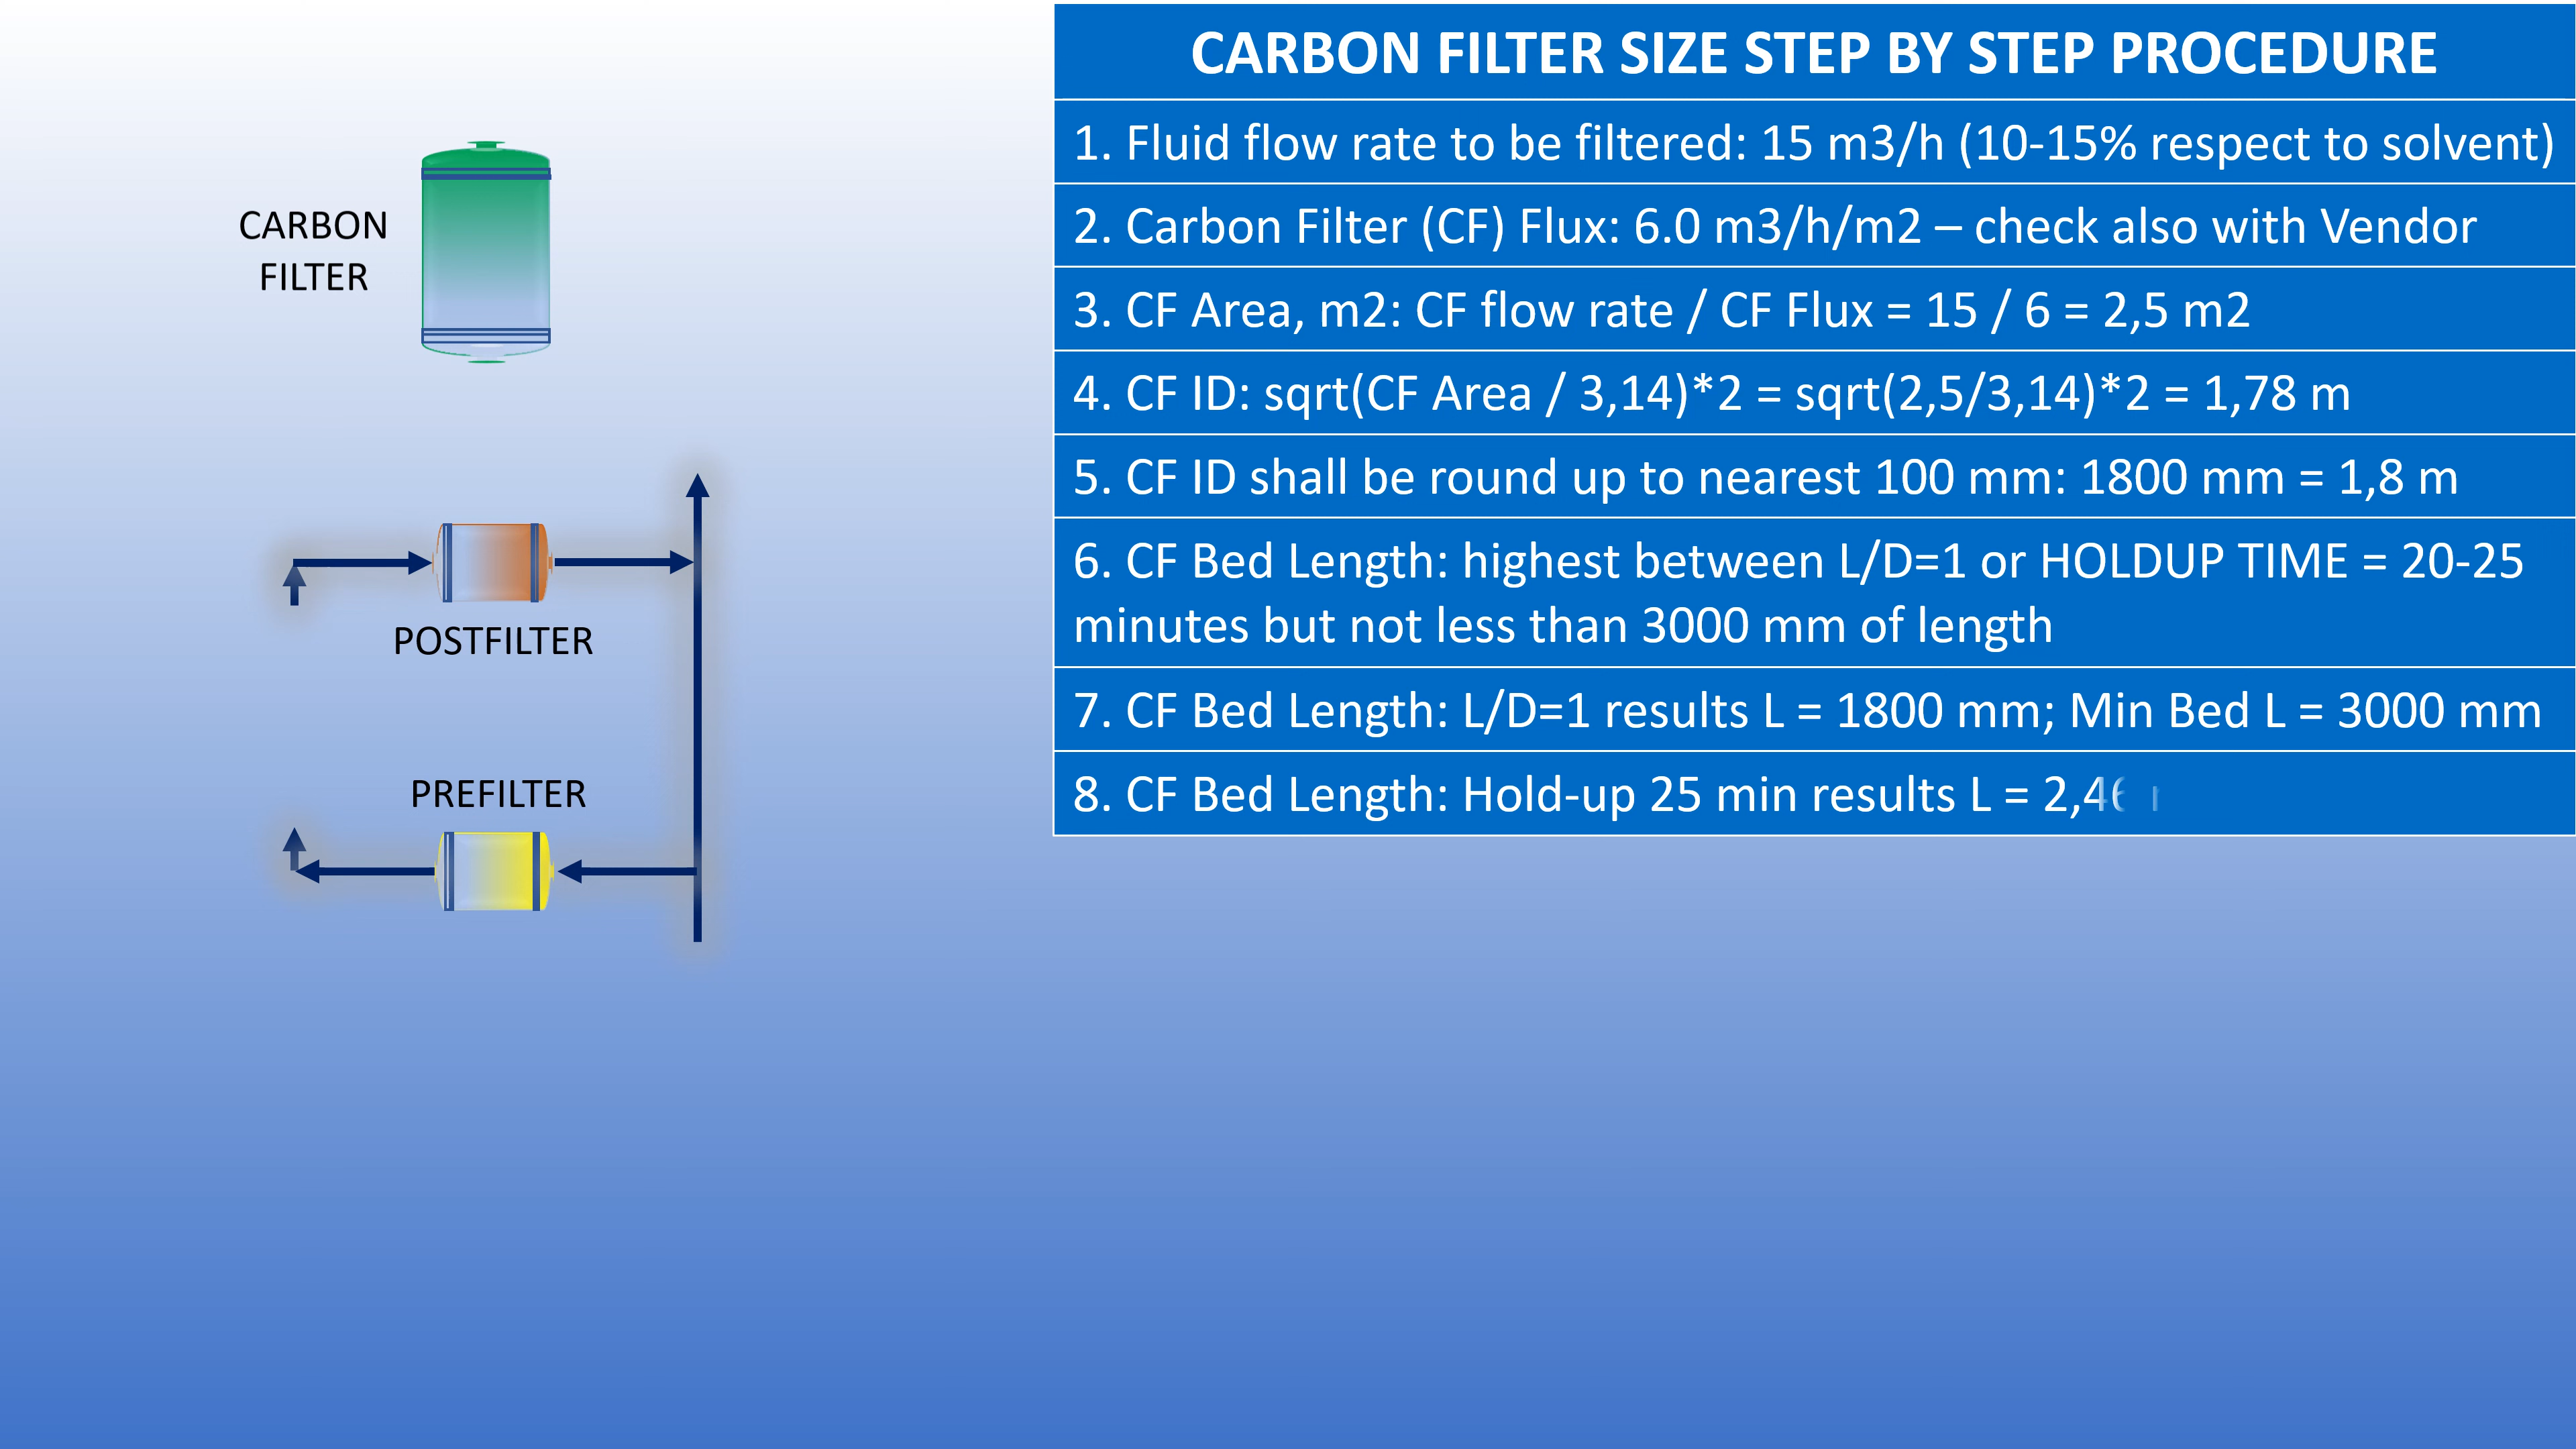 CARBON FILTER SIZE STEP BY STEP PROCEDURE
1. Fluid flow rate to be filtered: 15 m3/h (10-15% respect to solvent)
2. Carbon Filter (CF) Flux: 6.0 m3/h/m2 – check also with Vendor
3. CF Area, m2: CF flow rate / CF Flux = 15 / 6 = 2,5 m2
4. CF ID: sqrt(CF Area / 3,14)*2 = sqrt(2,5/3,14)*2 = 1,78 m
5. CF ID shall be round up to nearest 100 mm: 1800 mm = 1,8 m
6. CF Bed Length: highest between L/D=1 or HOLDUP TIME = 20-25
minutes but not less than 3000 mm of length
7. CF Bed Length: L/D=1 results L = 1800 mm; Min Bed L = 3000 mm
8. CF Bed Length: Hold-up 25 min results L =
CARBON
FILTER
POSTFILTER
PREFILTER